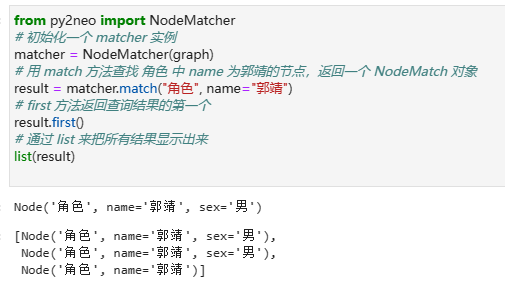 from py2neo import NodeMatcher
# 初始化一个 matcher 实例
matcher = NodeMatcher(graph)
# 用 match 方法查找 角色 中 name 为郭靖的节点，返回一个 NodeMatch 对象
result = matcher.match("角色", name="郭靖")
# first 方法返回查询结果的第一个
result.first()
# 通过 list 来把所有结果显示出来
list(result)
Node('角色', name='郭靖', sex='男')
[Node('角色', name='郭靖', sex='男'),
 Node('角色', name='郭靖', sex='男'),
 Node('角色', name='郭靖')]